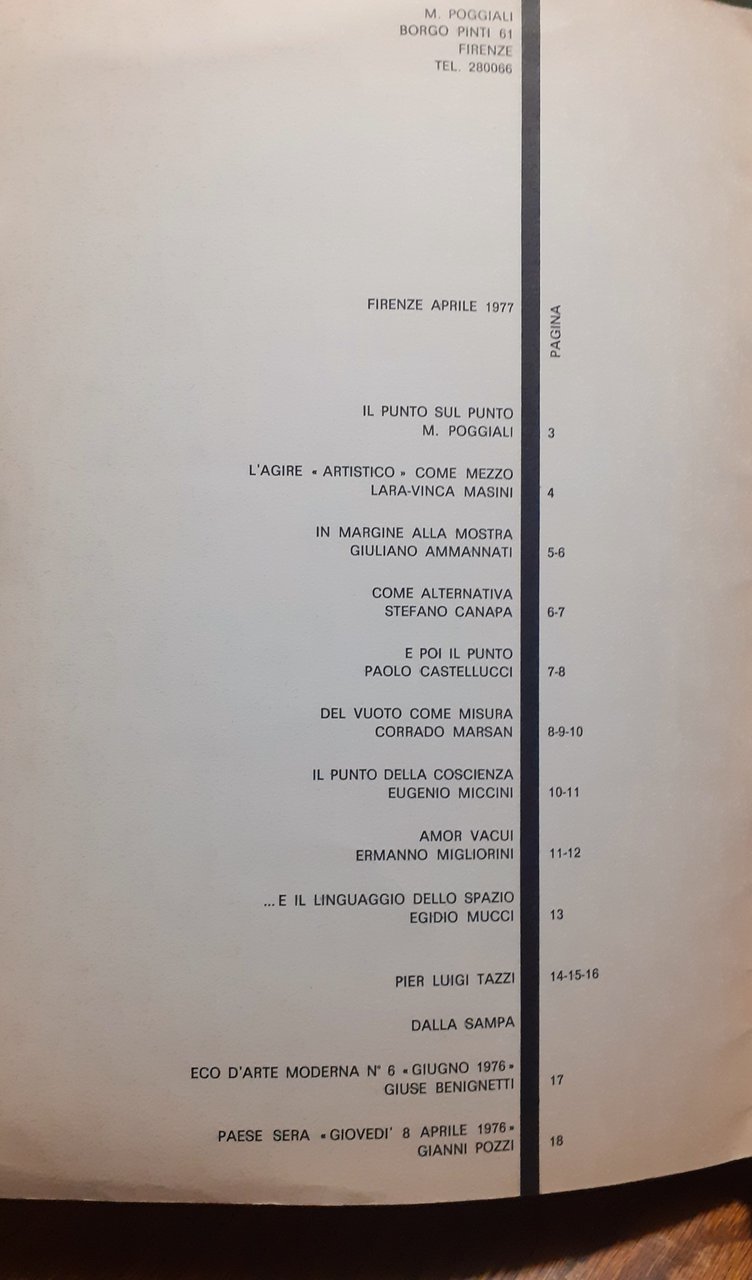 M. POGGIALI
BORGO PINTI 61
FIRENZE
TEL. 280066
FIRENZE APRILE 1977
PAGINA
IL PUNTO SUL PUNTO
M. POGGIALI 3
L'AGIRE « ARTISTICO » COME MEZZO
LARA-VINCA MASINI 4
IN MARGINE ALLA MOSTRA
GIULIANO AMMANNATI 5-6
COME ALTERNATIVA
STEFANO CANAPA 6-7
E POI IL PUNTO
PAOLO CASTELLUCCI 7-8
DEL VUOTO COME MISURA
CORRADO MARSAN 8-9-10
IL PUNTO DELLA COSCIENZA
EUGENIO MICCINI 10-11
AMOR VACUI
ERMANNO MIGLIORINI 11-12
...E IL LINGUAGGIO DELLO SPAZIO
EGIDIO MUCCI 13
PIER LUIGI TAZZI 14-15-16
DALLA SAMPA
ECO D'ARTE MODERNA N° 6 « GIUGNO 1976 »
GIUSE BENIGNETTI 17
PAESE SERA « GIOVEDI' 8 APRILE 1976 »
GIANNI POZZI 18